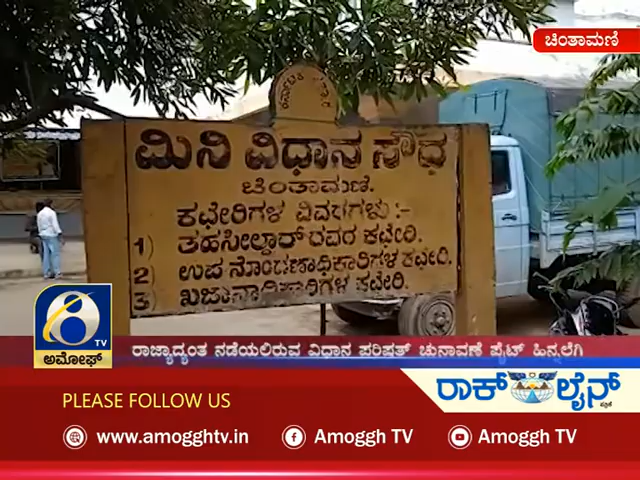 ಚಿಂತಾಮಣಿ
ಮಿನಿ ವಿಧಾನ ಸೌಧ
ಚಿಂತಾಮಣಿ.
ಕಛೇರಿಗಳ ವಿವರಗಳು :-
1) ತಹಸೀಲ್ದಾರ್ ರವರ ಕಛೇರಿ.
2) ಉಪ ನೊಂದಣಾಧಿಕಾರಿಗಳ ಕಛೇರಿ.
3) ಖಜಾನಾಧಿಕಾರಿಗಳ ಕಛೇರಿ.
6 TV
ಅಮೋಘ್
ರಾಜ್ಯಾದ್ಯಂತ ನಡೆಯಲಿರುವ ವಿಧಾನ ಪರಿಷತ್ ಚುನಾವಣೆ ಪೈಟ್ ಹಿನ್ನಲೆಗಿ
PLEASE FOLLOW US
ರಾಕ್ ಲೈನ್
www.amogghtv.in Amoggh TV Amoggh TV